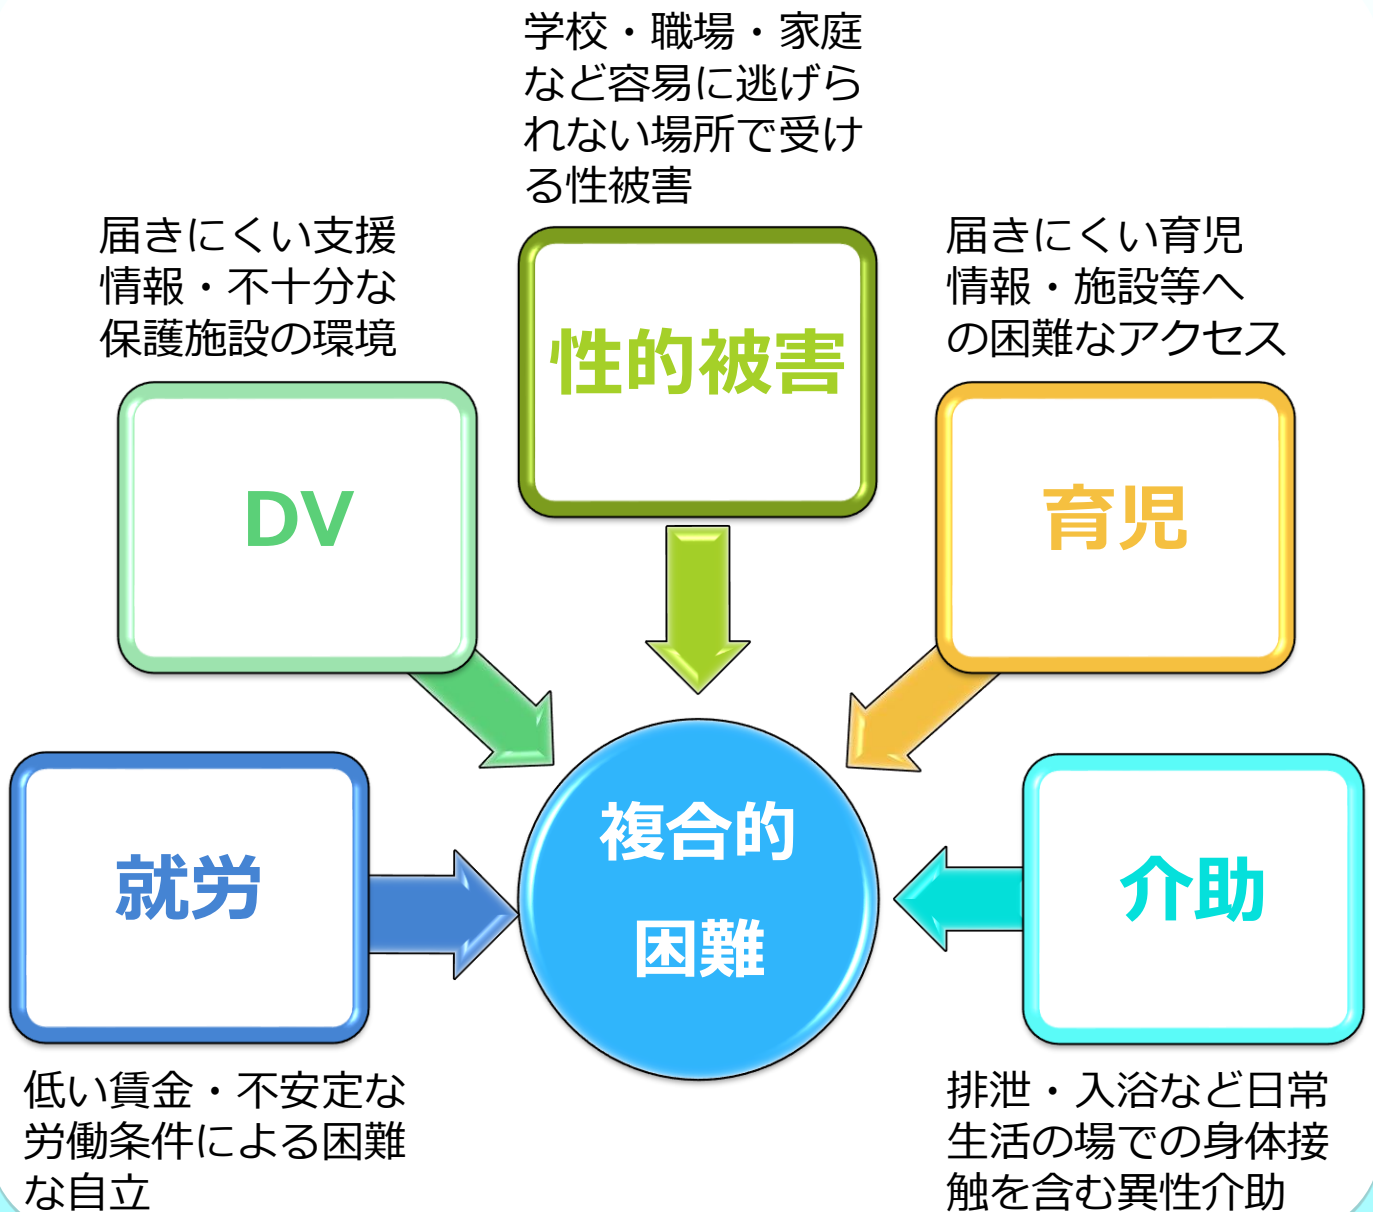 学校・職場・家庭
など容易に逃げら
れない場所で受け
る性被害
性的被害
届きにくい支援
情報・不十分な
保護施設の環境
DV
届きにくい育児
情報・施設等へ
の困難なアクセス
育児
就労
低い賃金・不安定な
労働条件による困難
な自立
複合的
困難
介助
排泄・入浴など日常
生活の場での身体接
触を含む異性介助